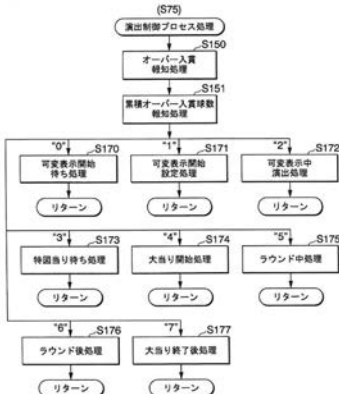 (S75)
演出制御プロセス処理
S150
オーバー入賞
報知処理
S151
累積オーバー入賞球数
報知処理
"0"
S170
可変表示開始
待ち処理
リターン
"1"
S171
可変表示開始
設定処理
リターン
"2"
S172
可変表示中
演出処理
リターン
"3"
S173
特図当り待ち処理
リターン
"4"
S174
大当り開始処理
リターン
"5"
S175
ラウンド中処理
リターン
"6"
S176
ラウンド後処理
リターン
"7"
S177
大当り終了後処理
リターン